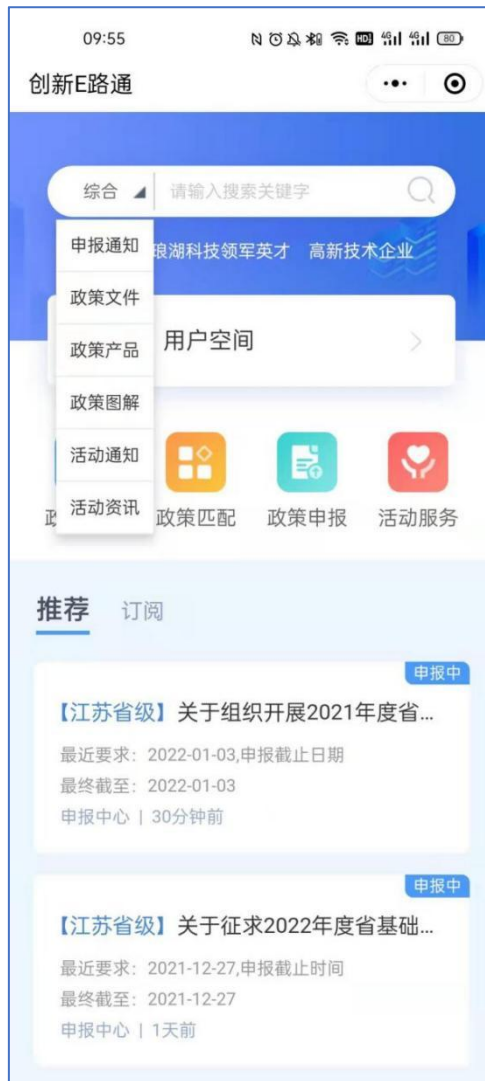 09:55
HD 4G 4G 80
创新E路通
综合 请输入搜索关键字
申报通知
政策文件
政策产品
政策图解
活动通知
活动资讯
湖科技领军英才 高新技术企业
用户空间
政策匹配 政策申报 活动服务
推荐 订阅
申报中
【江苏省级】关于组织开展2021年度省...
最近要求：2022-01-03,申报截止日期
最终截至：2022-01-03
申报中心 | 30分钟前
申报中
【江苏省级】关于征求2022年度省基础...
最近要求：2021-12-27,申报截止时间
最终截至：2021-12-27
申报中心 | 1天前